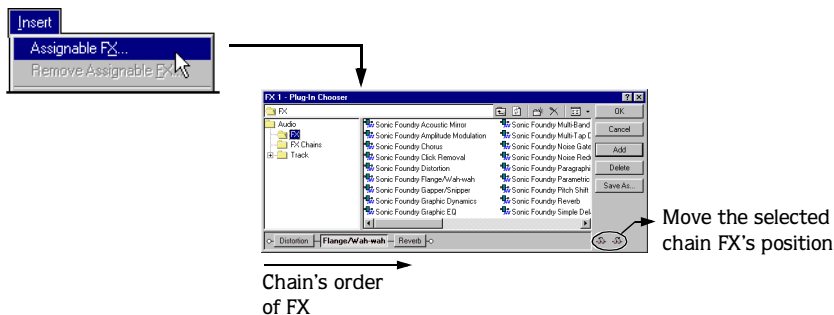 Insert
Assignable FX...
Remove Assignable FX...
FX 1 - Plug-In Chooser
FX
OK
Cancel
Add
Delete
Save As...
Audio
FX
FX Chains
Track
Sonic Foundry Acoustic Mirror
Sonic Foundry Amplitude Modulation
Sonic Foundry Chorus
Sonic Foundry Click Removal
Sonic Foundry Distortion
Sonic Foundry Flange/Wah-wah
Sonic Foundry Gapper/Snipper
Sonic Foundry Graphic Dynamics
Sonic Foundry Graphic EQ
Sonic Foundry Multi-Band
Sonic Foundry Multi-Tap D
Sonic Foundry Noise Gate
Sonic Foundry Noise Red
Sonic Foundry Paragraphi
Sonic Foundry Parametric
Sonic Foundry Pitch Shift
Sonic Foundry Reverb
Sonic Foundry Simple Del
Distortion
Flange/Wah-wah
Reverb
Move the selected
chain FX's position
Chain's order
of FX